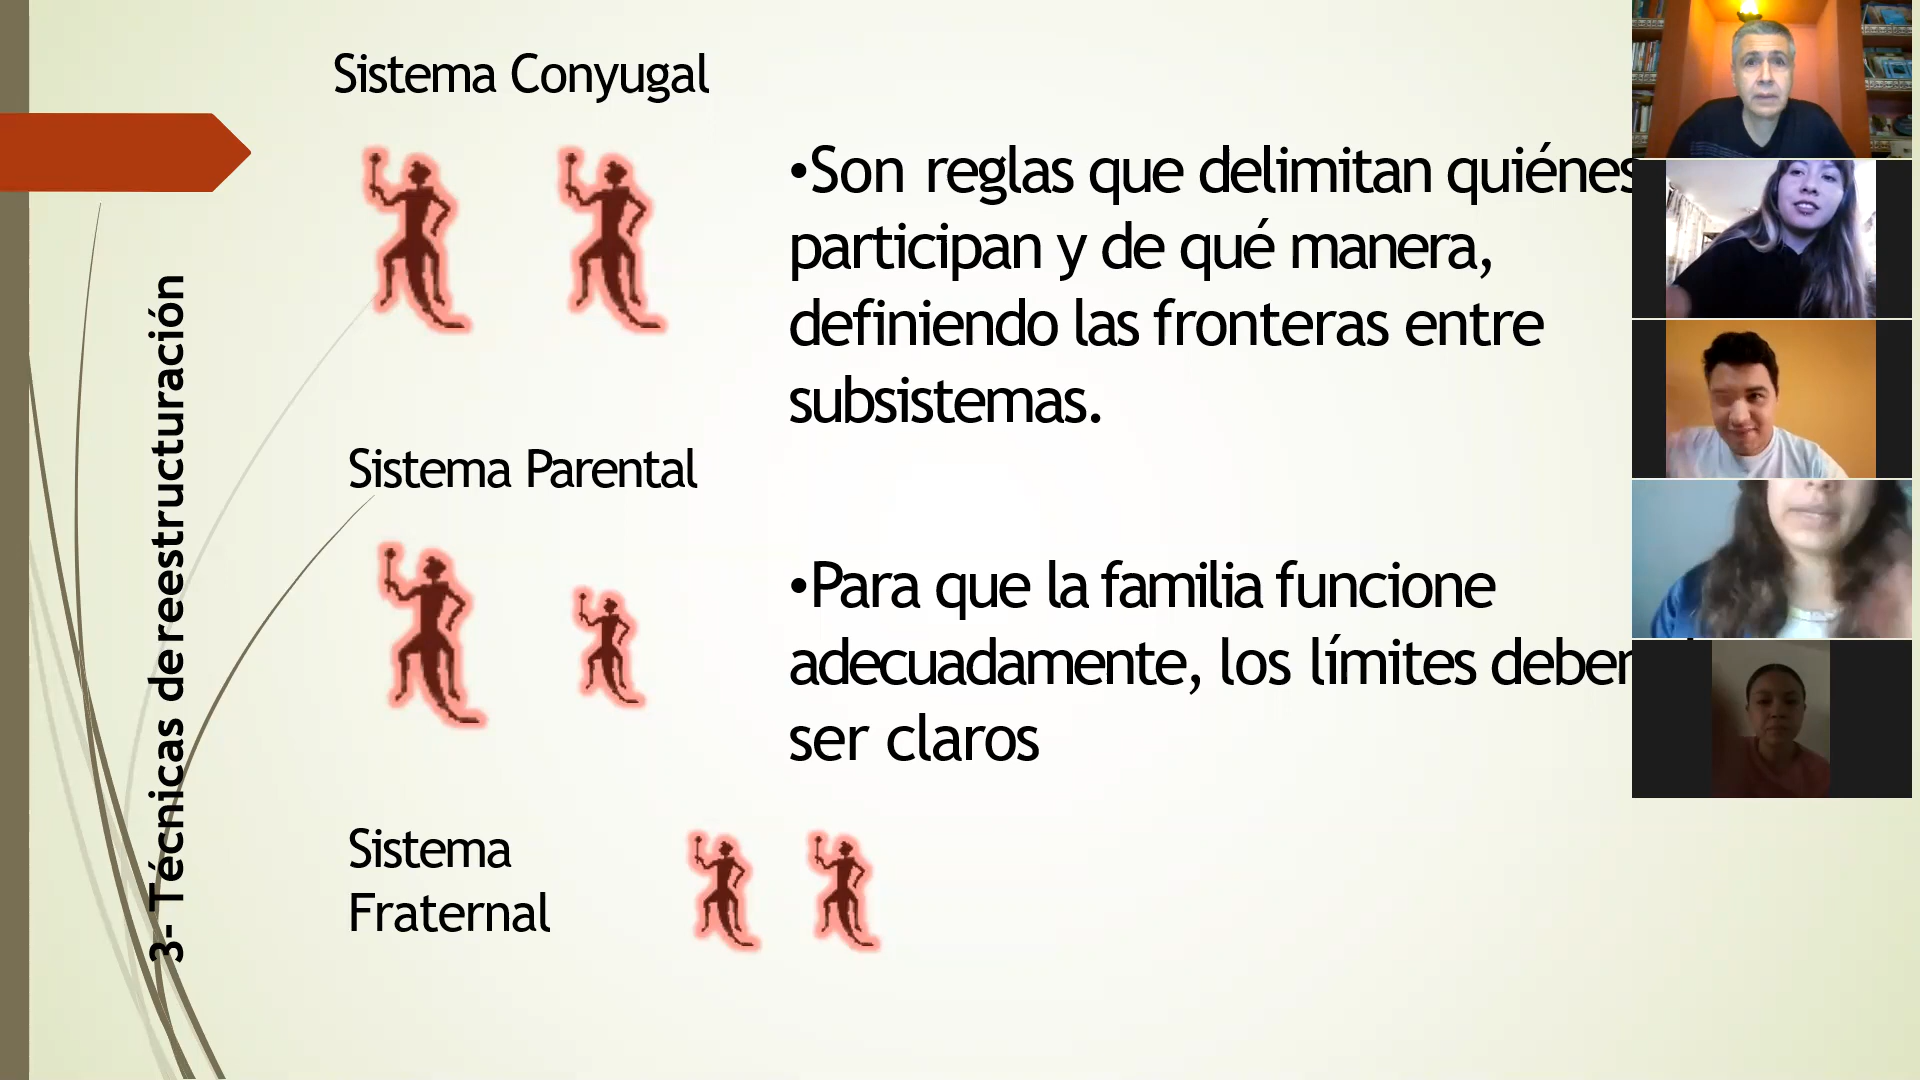 Sistema Conyugal
•Son reglas que delimitan quiénes
participan y de qué manera,
definiendo las fronteras entre
subsistemas.
Sistema Parental
•Para que la familia funcione
adecuadamente, los límites deben
ser claros
Sistema
Fraternal
3- Técnicas de reestructuración